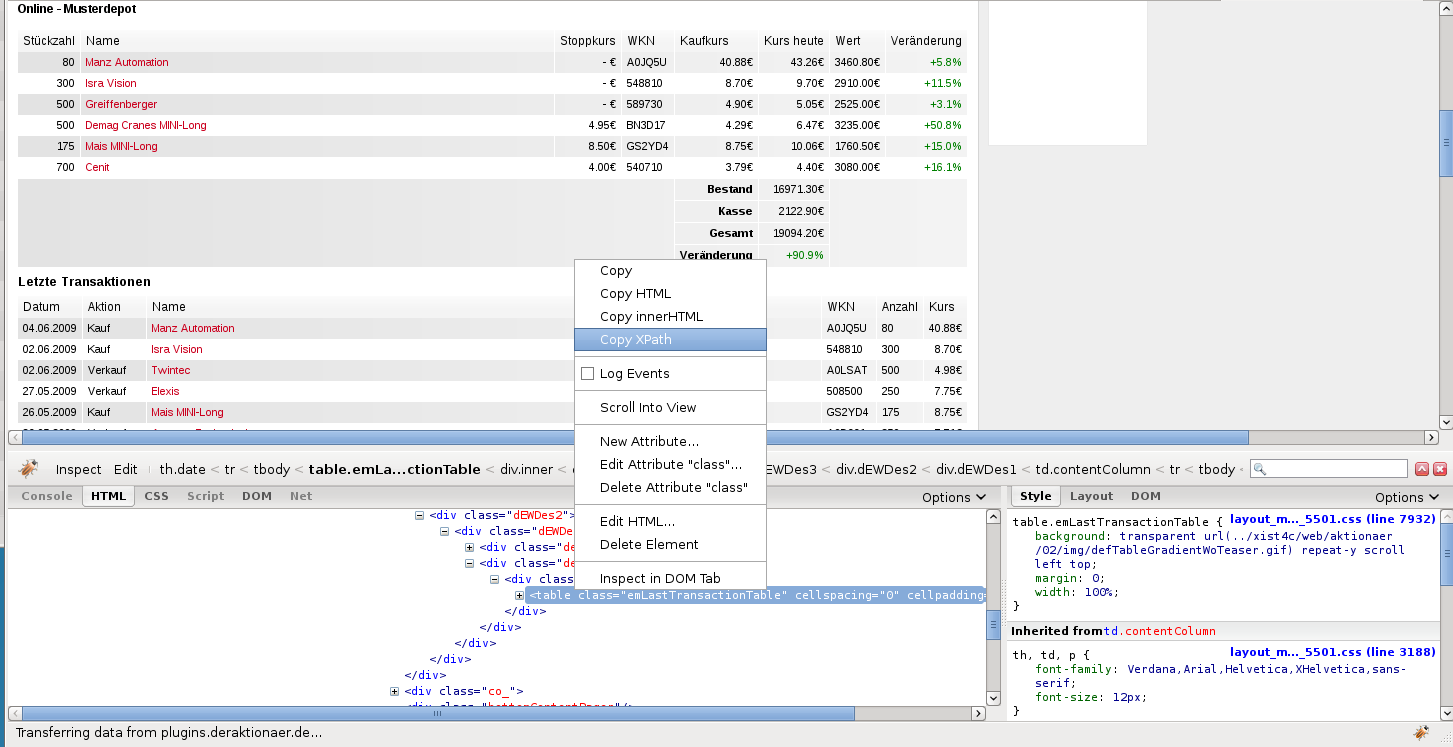 Online - Musterdepot
Stückzahl Name Stoppkurs WKN Kaufkurs Kurs heute Wert Veränderung
80 Manz Automation - € A0JQ5U 40.88€ 43.26€ 3460.80€ +5.8%
300 Isra Vision - € 548810 8.70€ 9.70€ 2910.00€ +11.5%
500 Greiffenberger - € 589730 4.90€ 5.05€ 2525.00€ +3.1%
500 Demag Cranes MINI-Long 4.95€ BN3D17 4.29€ 6.47€ 3235.00€ +50.8%
175 Mais MINI-Long 8.50€ GS2YD4 8.75€ 10.06€ 1760.50€ +15.0%
700 Cenit 4.00€ 540710 3.79€ 4.40€ 3080.00€ +16.1%
Bestand 16971.30€
Kasse 2122.90€
Gesamt 19094.20€
Veränderung +90.9%
Letzte Transaktionen
Datum Aktion Name WKN Anzahl Kurs
04.06.2009 Kauf Manz Automation A0JQ5U 80 40.88€
02.06.2009 Kauf Isra Vision 548810 300 8.70€
02.06.2009 Verkauf Twintec A0LSAT 500 4.98€
27.05.2009 Verkauf Elexis 508500 250 7.75€
26.05.2009 Kauf Mais MINI-Long GS2YD4 175 8.75€
Copy
Copy HTML
Copy innerHTML
Copy XPath
Log Events
Scroll Into View
New Attribute...
Edit Attribute "class"...
Delete Attribute "class"
Edit HTML...
Delete Element
Inspect in DOM Tab
Inspect Edit th.date < tr < tbody < table.emLa...ctionTable < div.inner < EWDes3 < div.dEWDes2 < div.dEWDes1 < td.contentColumn < tr < tbody <
Console HTML CSS Script DOM Net Options
<div class="dEWDes2">
<div class="dEWDe
<div class="de
<div class="de
<div class
<table class="emLastTransactionTable" cellspacing="0" cellpadding=
</div>
</div>
</div>
</div>
</div>
<div class="co_">
<div class="bottomContentPager"/>
Style Layout DOM Options
table.emLastTransactionTable { layout_m..._5501.css (line 7932)
background: transparent url(../xist4c/web/aktionaer
/02/img/defTableGradientWoTeaser.gif) repeat-y scroll
left top;
margin: 0;
width: 100%;
}
Inherited from td.contentColumn
th, td, p { layout_m..._5501.css (line 3188)
font-family: Verdana,Arial,Helvetica,XHelvetica,sans-
serif;
font-size: 12px;
}
Transferring data from plugins.deraktionaer.de...